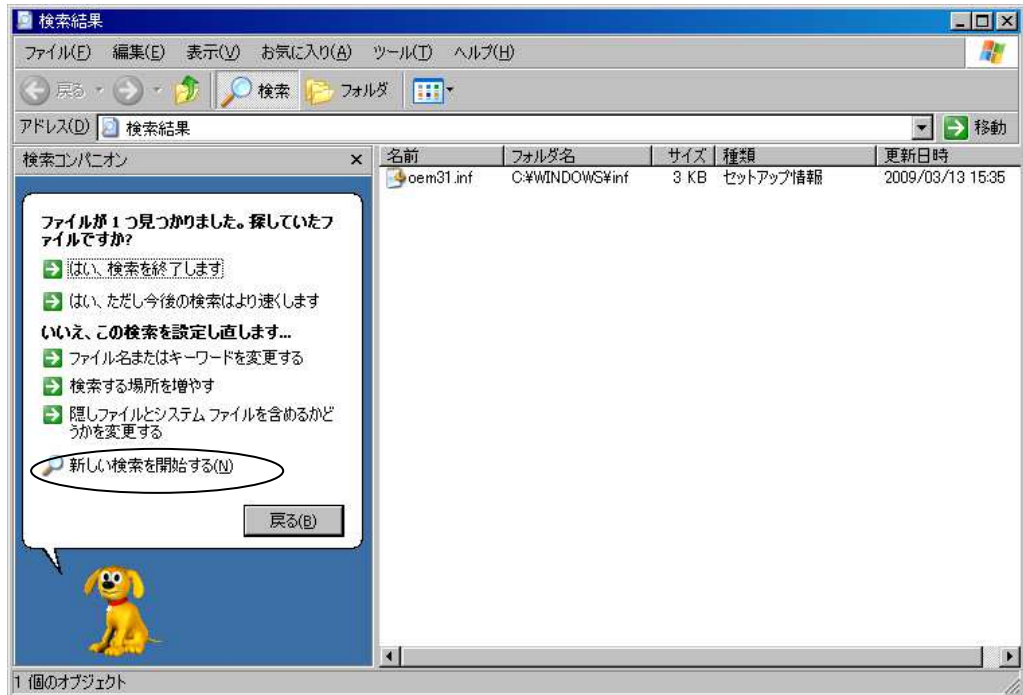 検索結果
ファイル(F) 編集(E) 表示(V) お気に入り(A) ツール(T) ヘルプ(H)
戻る 検索 フォルダ
アドレス(D) 検索結果 移動
検索コンパニオン
名前 フォルダ名 サイズ 種類 更新日時
oem31.inf C:¥WINDOWS¥inf 3 KB セットアップ情報 2009/03/13 15:35
ファイルが 1 つ見つかりました。探していたフ
ァイルですか?
はい、検索を終了します
はい、ただし今後の検索はより速くします
いいえ、この検索を設定し直します...
ファイル名またはキーワードを変更する
検索する場所を増やす
隠しファイルとシステム ファイルを含めるかど
うかを変更する
新しい検索を開始する(N)
戻る(B)
1 個のオブジェクト